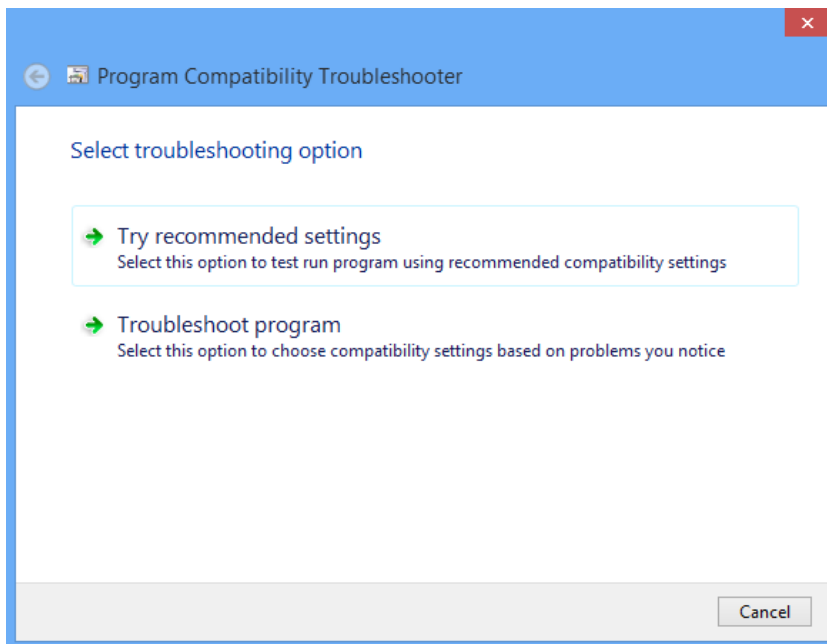 Program Compatibility Troubleshooter
Select troubleshooting option
Try recommended settings
Select this option to test run program using recommended compatibility settings
Troubleshoot program
Select this option to choose compatibility settings based on problems you notice
Cancel